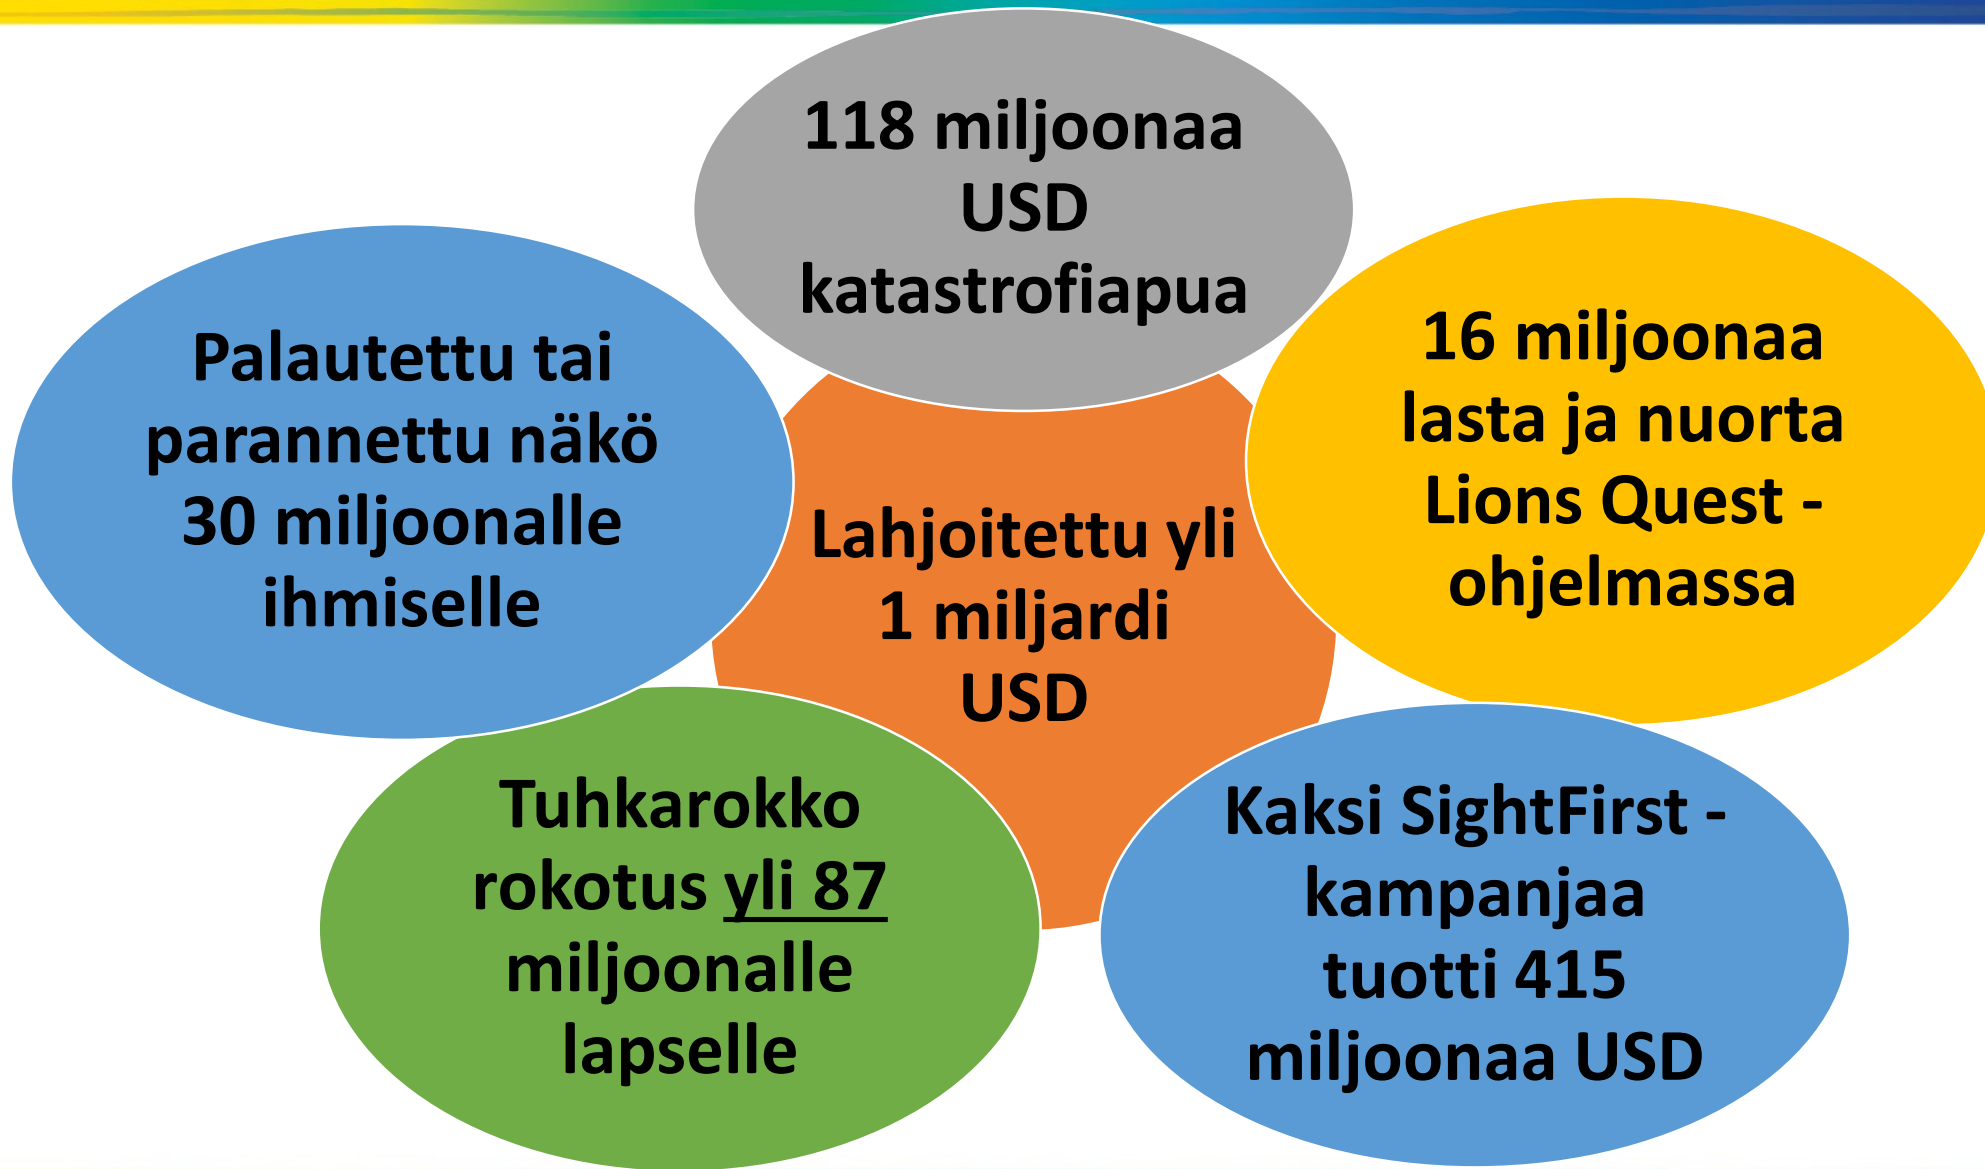 118 miljoonaa
USD
katastrofiapua
Palautettu tai
parannettu näkö
30 miljoonalle
ihmiselle
16 miljoonaa
lasta ja nuorta
Lions Quest -
ohjelmassa
Lahjoitettu yli
1 miljardi
USD
Tuhkarokko
rokotus yli 87
miljoonalle
lapselle
Kaksi SightFirst -
kampanjaa
tuotti 415
miljoonaa USD